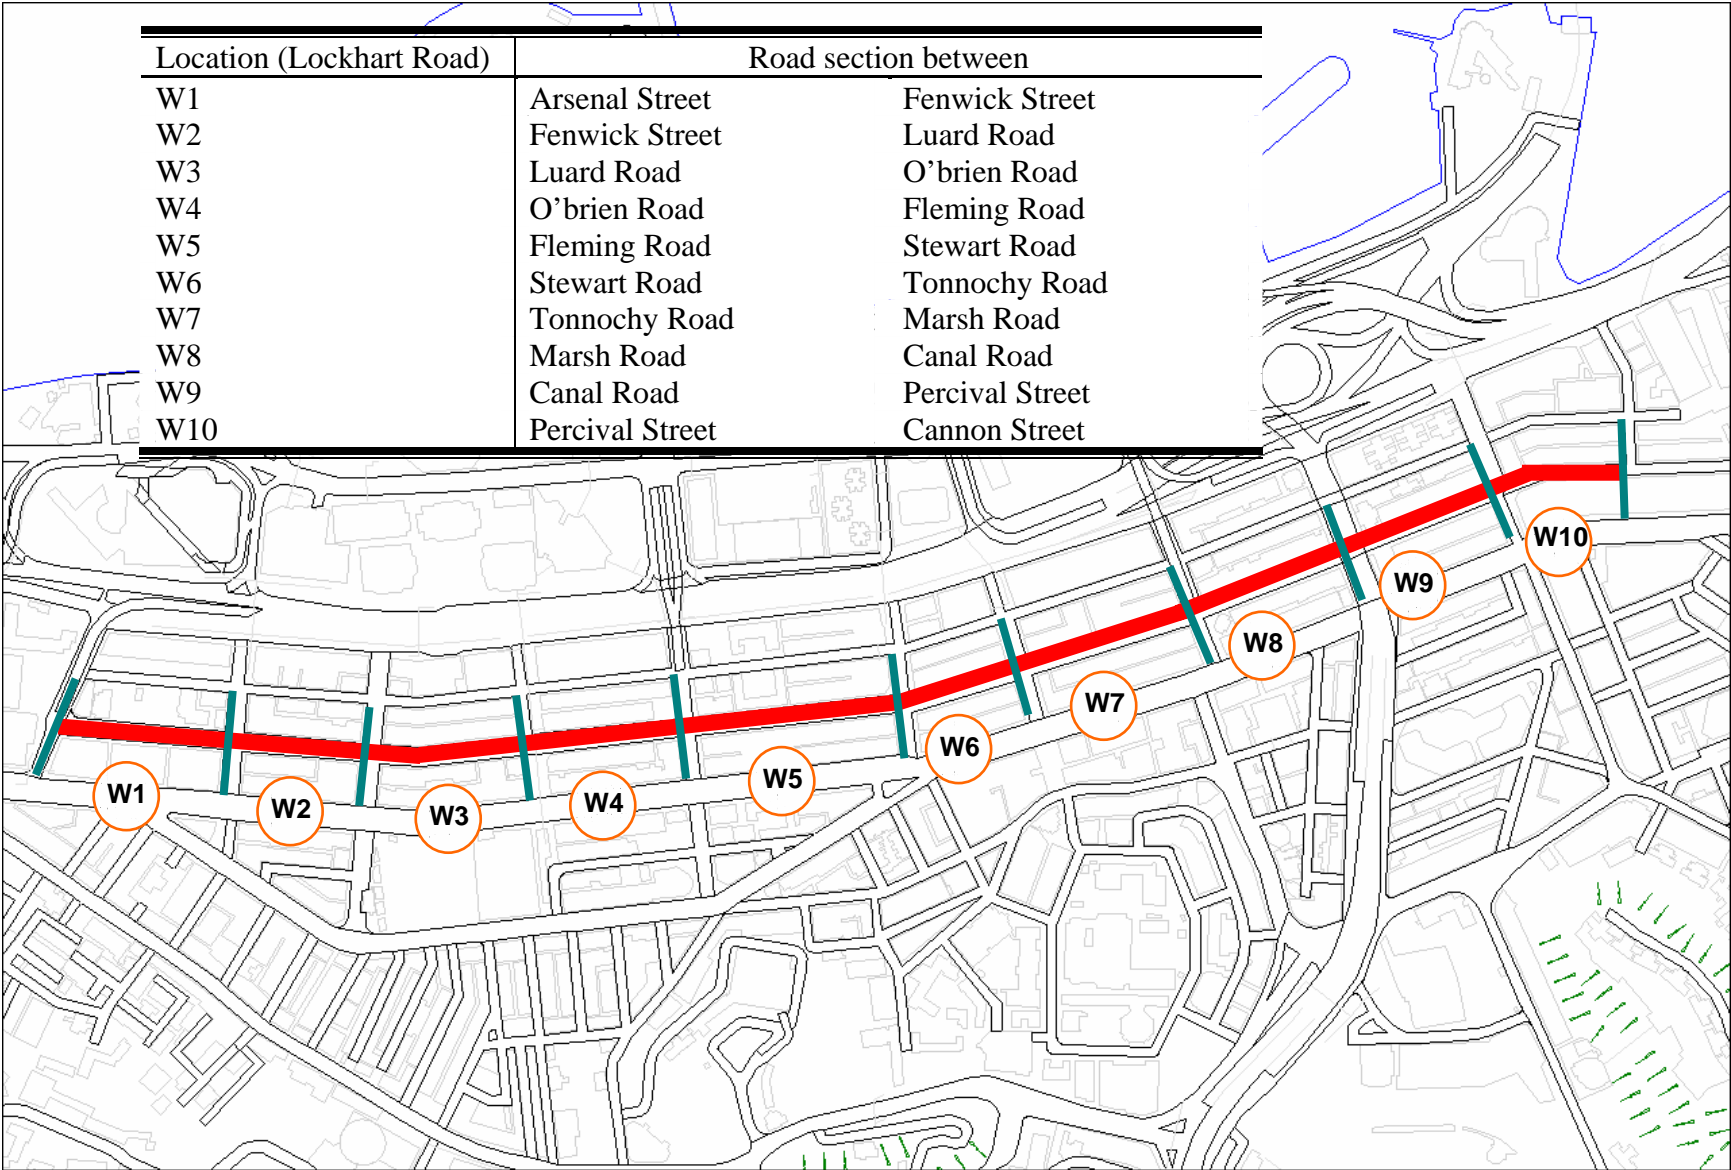 Location (Lockhart Road) Road section between
W1 Arsenal Street Fenwick Street
W2 Fenwick Street Luard Road
W3 Luard Road O’brien Road
W4 O’brien Road Fleming Road
W5 Fleming Road Stewart Road
W6 Stewart Road Tonnochy Road
W7 Tonnochy Road Marsh Road
W8 Marsh Road Canal Road
W9 Canal Road Percival Street
W10 Percival Street Cannon Street
W1
W2
W3
W4
W5
W6
W7
W8
W9
W10